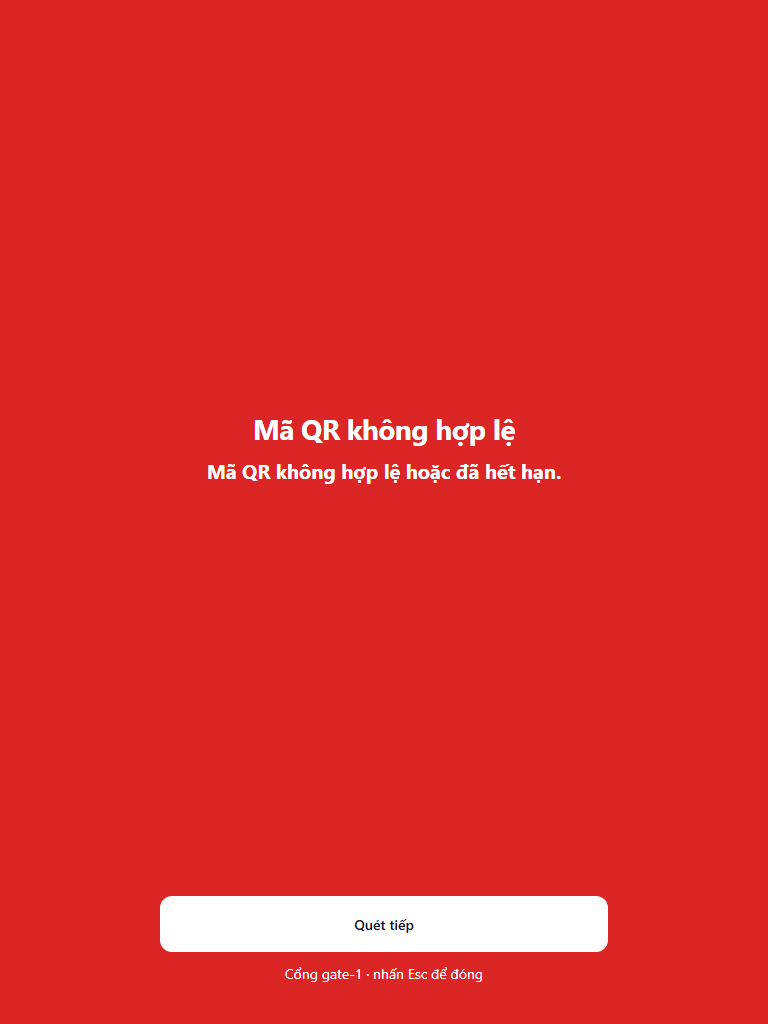 Mã QR không hợp lệ
Mã QR không hợp lệ hoặc đã hết hạn.
Quét tiếp
Cổng gate-1 · nhấn Esc để đóng